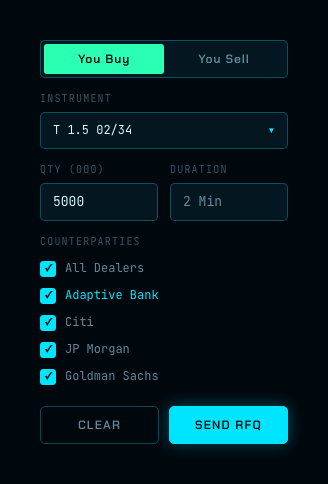 You Buy You Sell
INSTRUMENT
T 1.5 02/34
QTY (000) DURATION
5000 2 Min
COUNTERPARTIES
All Dealers
Adaptive Bank
Citi
JP Morgan
Goldman Sachs
CLEAR SEND RFQ